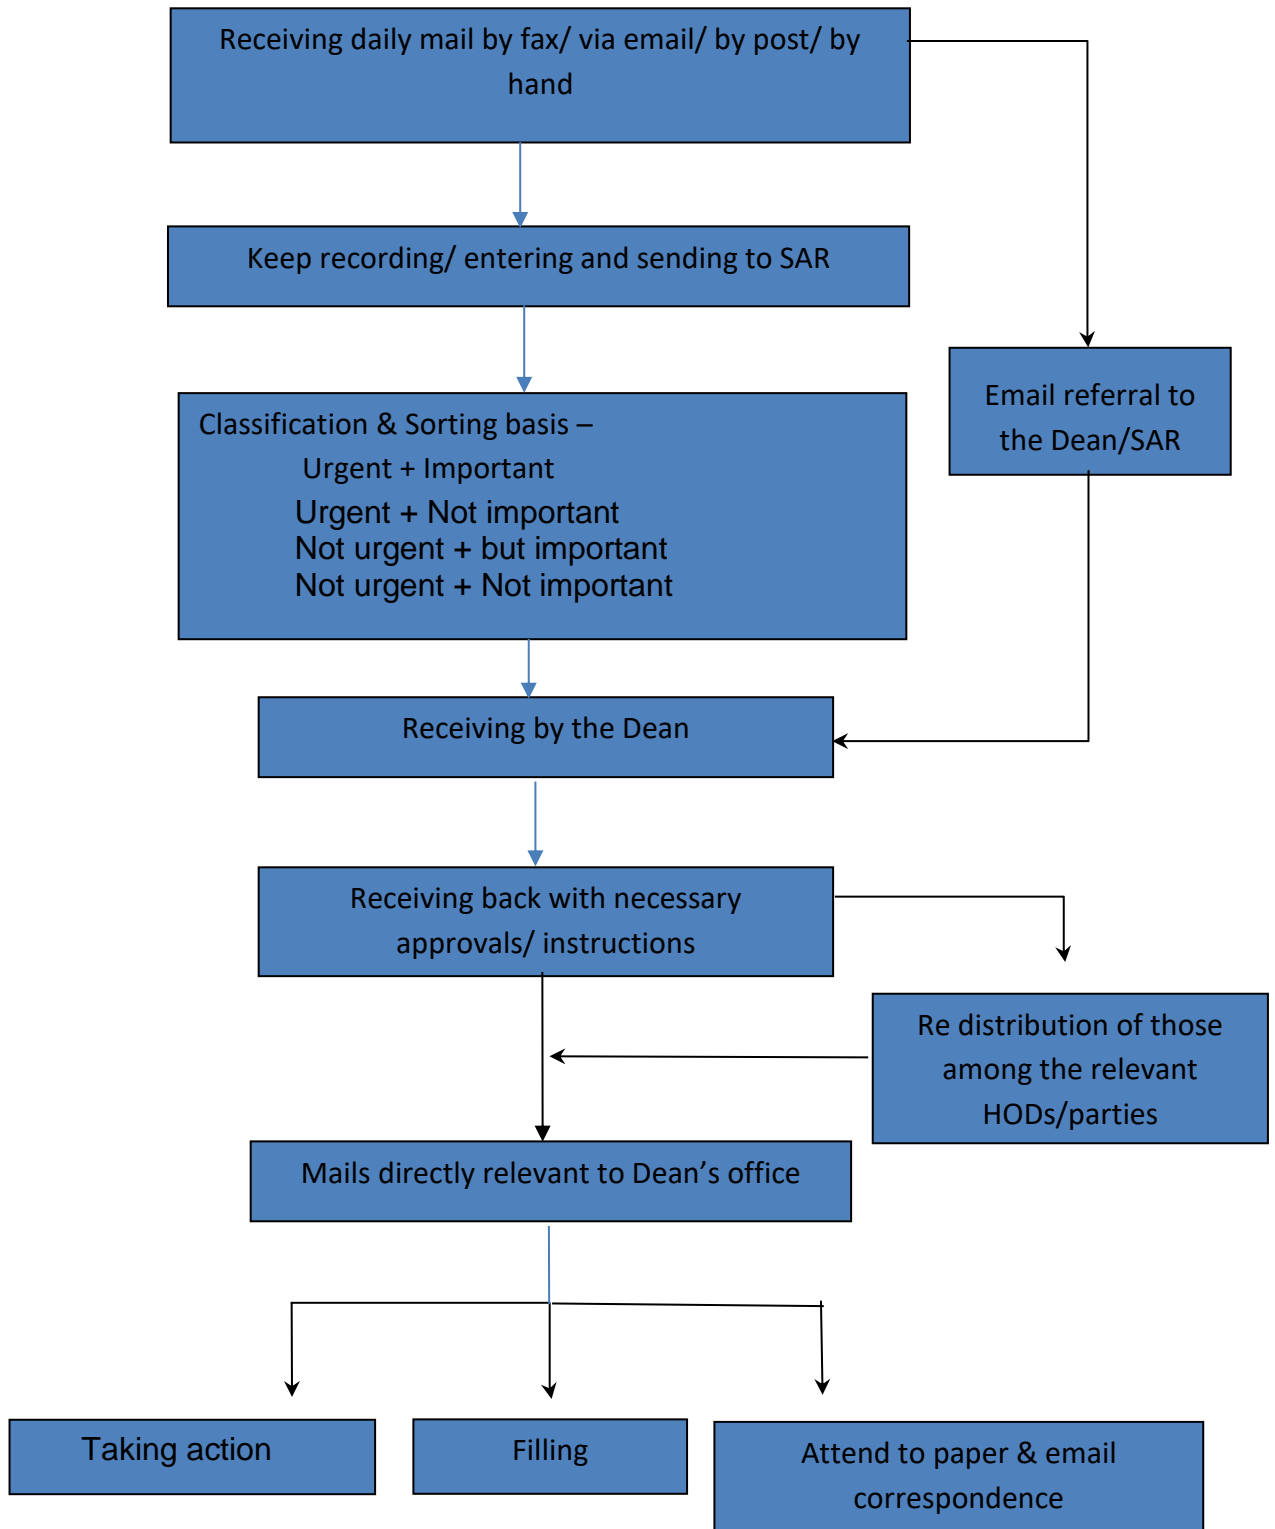 Receiving daily mail by fax/ via email/ by post/ by
hand
Keep recording/ entering and sending to SAR
Email referral to
the Dean/SAR
Classification & Sorting basis –
Urgent + Important
Urgent + Not important
Not urgent + but important
Not urgent + Not important
Receiving by the Dean
Receiving back with necessary
approvals/ instructions
Re distribution of those
among the relevant
HODs/parties
Mails directly relevant to Dean’s office
Taking action
Filling
Attend to paper & email
correspondence